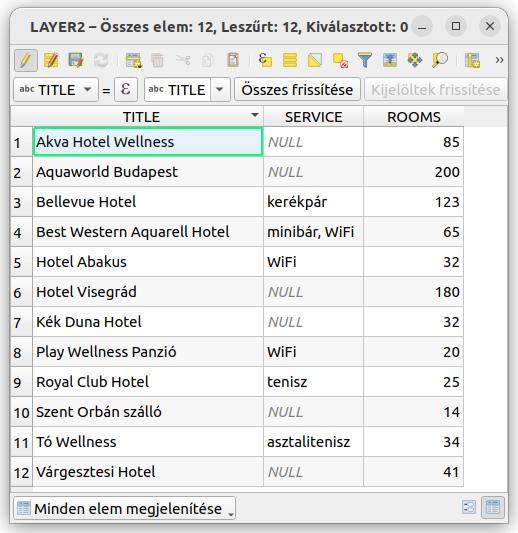 LAYER2 – Összes elem: 12, Leszűrt: 12, Kiválasztott: 0
abc TITLE = ε abc TITLE Összes frissítése Kijelöltek frissítése
TITLE SERVICE ROOMS
1 Akva Hotel Wellness NULL 85
2 Aquaworld Budapest NULL 200
3 Bellevue Hotel kerékpár 123
4 Best Western Aquarell Hotel minibár, WiFi 65
5 Hotel Abakus WiFi 32
6 Hotel Visegrád NULL 180
7 Kék Duna Hotel NULL 32
8 Play Wellness Panzió WiFi 20
9 Royal Club Hotel tenisz 25
10 Szent Orbán szálló NULL 14
11 Tó Wellness asztalitenisz 34
12 Várgesztesi Hotel NULL 41
Minden elem megjelenítése